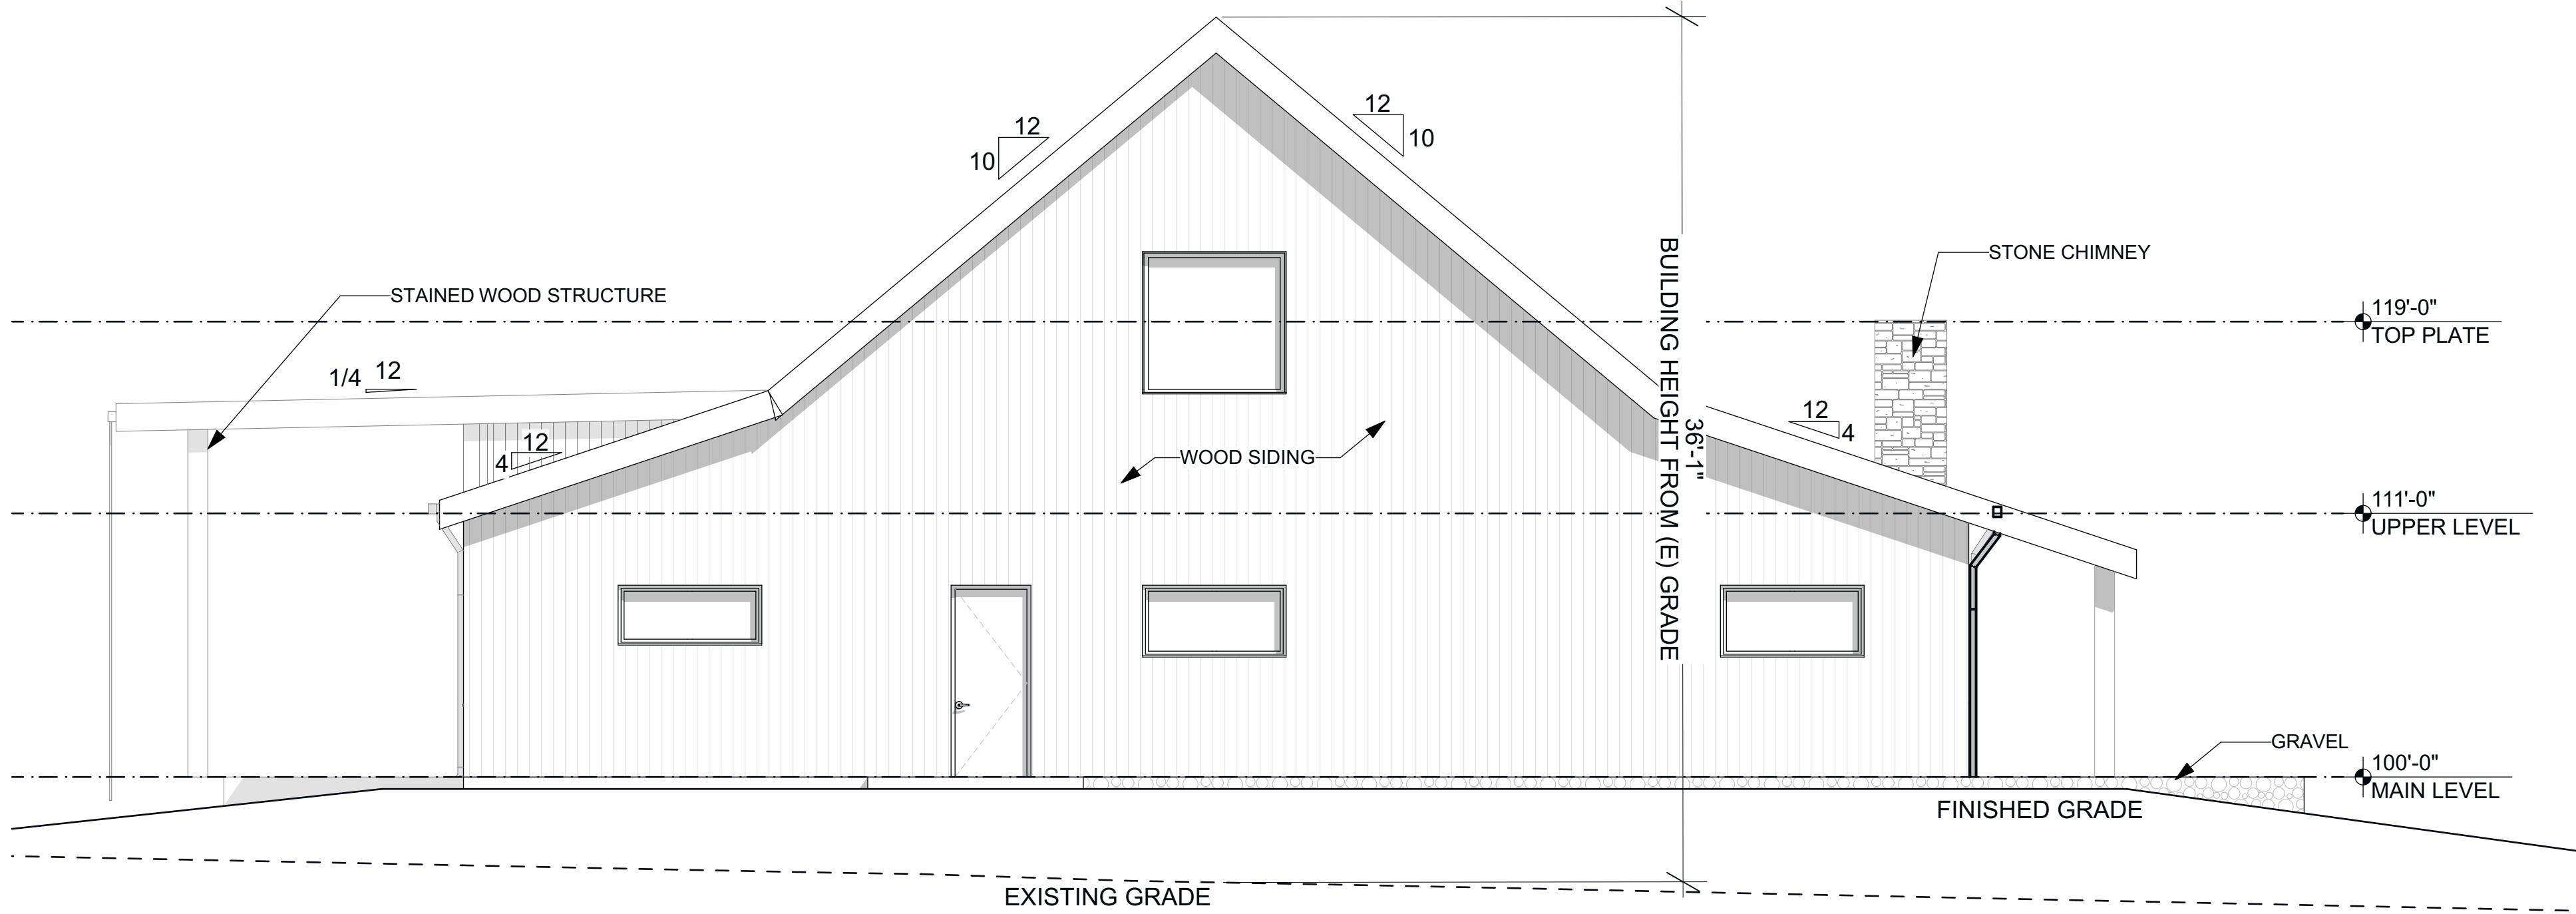 12
10
12
10
STAINED WOOD STRUCTURE
STONE CHIMNEY
119'-0"
TOP PLATE
1/4 12
12
4
12
4
WOOD SIDING
BUILDING HEIGHT FROM (E) GRADE
36'-1"
111'-0"
UPPER LEVEL
GRAVEL
100'-0"
MAIN LEVEL
FINISHED GRADE
EXISTING GRADE